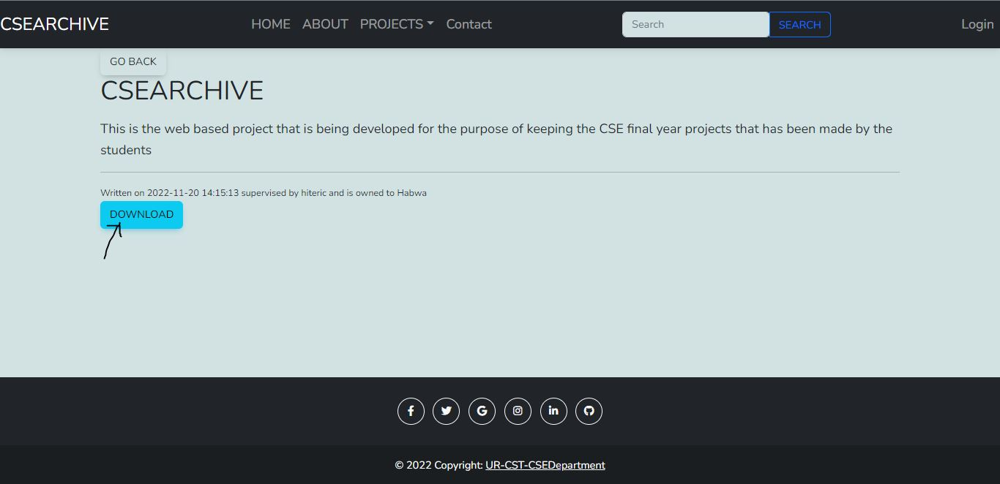 CSEARCHIVE HOME ABOUT PROJECTS Contact Search SEARCH Login
GO BACK
CSEARCHIVE
This is the web based project that is being developed for the purpose of keeping the CSE final year projects that has been made by the
students
Written on 2022-11-20 14:15:13 supervised by hiteric and is owned to Habwa
DOWNLOAD
© 2022 Copyright: UR-CST-CSEDepartment